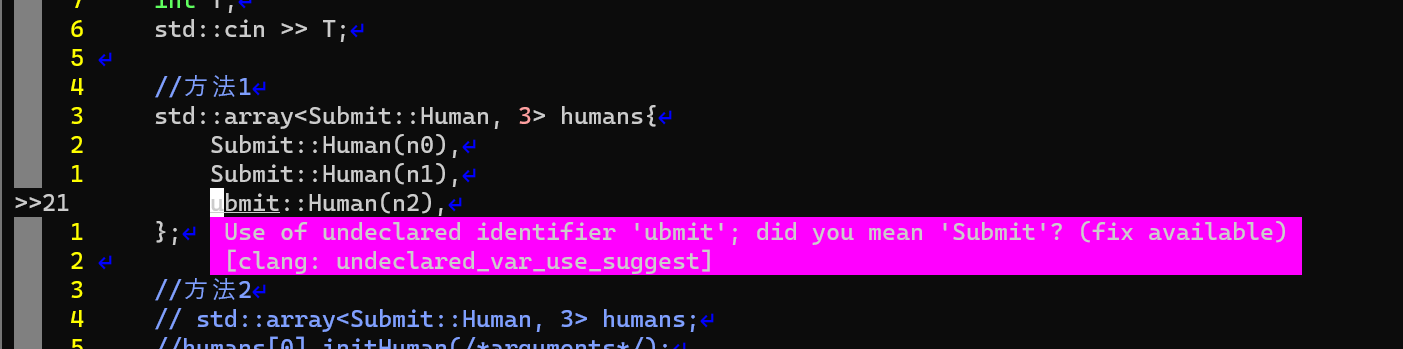 7 int T;↵
6 std::cin >> T;↵
5 ↵
4 //方法1↵
3 std::array<Submit::Human, 3> humans{↵
2 Submit::Human(n0),↵
1 Submit::Human(n1),↵
>>21 ubmit::Human(n2),↵
1 };↵ Use of undeclared identifier 'ubmit'; did you mean 'Submit'? (fix available)
2 ↵ [clang: undeclared_var_use_suggest]
3 //方法2↵
4 // std::array<Submit::Human, 3> humans;↵
5 //humans[0].initHuman(/*arguments*/);↵